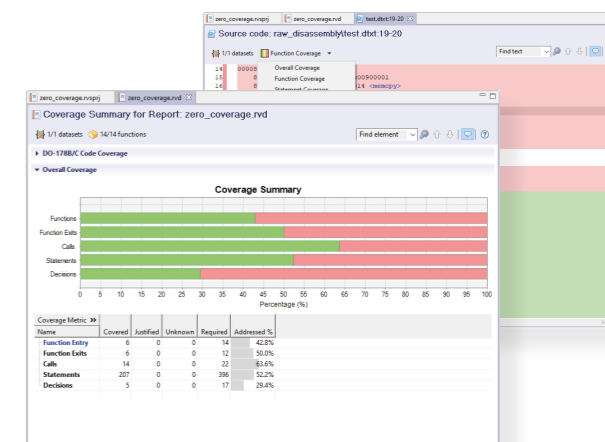 zero_coverage.rvsprj zero_coverage.rvd test.dtxt:19-20
Source code: raw_disassembly\test.dtxt:19-20
1/1 datasets Function Coverage Find text
14 00008 Overall Coverage
15 8 Function Coverage 00900001
16 8 Statement Coverage 14 <memcpy>
zero_coverage.rvsprj zero_coverage.rvd
Coverage Summary for Report: zero_coverage.rvd
1/1 datasets 14/14 functions Find element
DO-178B/C Code Coverage
Overall Coverage
Coverage Summary
Functions
Function Exits
Calls
Statements
Decisions
0 5 10 15 20 25 30 35 40 45 50 55 60 65 70 75 80 85 90 95 100
Percentage (%)
Coverage Metric »
Name Covered Justified Unknown Required Addressed %
Function Entry 6 0 0 14 42.8%
Function Exits 6 0 0 12 50.0%
Calls 14 0 0 22 63.6%
Statements 207 0 0 396 52.2%
Decisions 5 0 0 17 29.4%